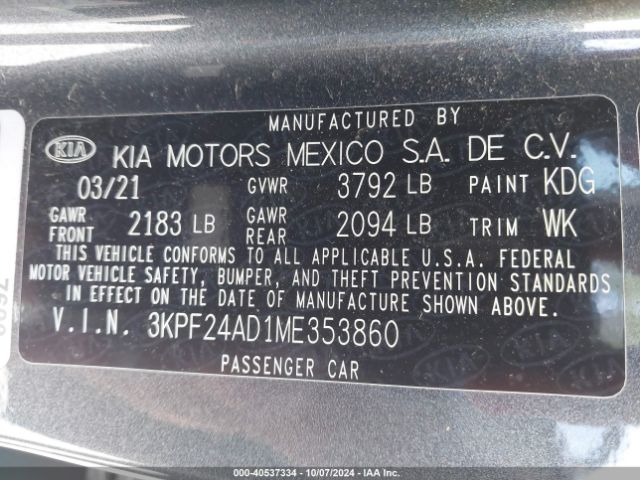 MANUFACTURED BY
KIA KIA MOTORS MEXICO S.A. DE C.V.
03/21 GVWR 3792 LB PAINT KDG
GAWR FRONT 2183 LB GAWR REAR 2094 LB TRIM WK
THIS VEHICLE CONFORMS TO ALL APPLICABLE U.S.A. FEDERAL
MOTOR VEHICLE SAFETY, BUMPER, AND THEFT PREVENTION STANDARDS
IN EFFECT ON THE DATE OF MANUFACTURE SHOWN ABOVE.
V.I.N. 3KPF24AD1ME353860
PASSENGER CAR
000-40537334 | 10/07/2024 | IAA Inc.